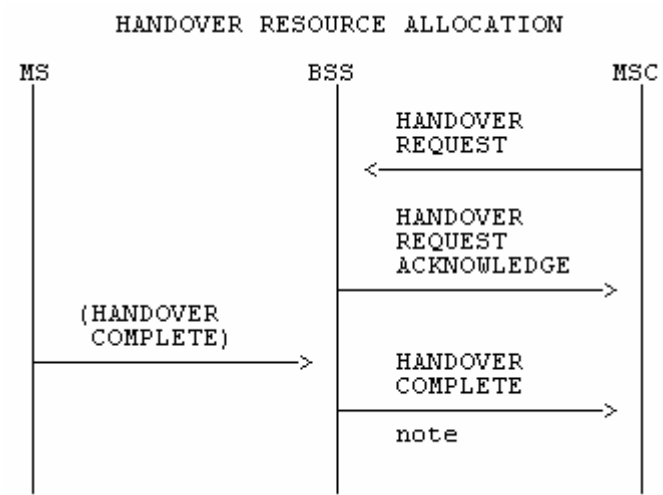 HANDOVER RESOURCE ALLOCATION
MS BSS MSC
HANDOVER
REQUEST
HANDOVER
REQUEST
ACKNOWLEDGE
(HANDOVER
COMPLETE)
HANDOVER
COMPLETE
note